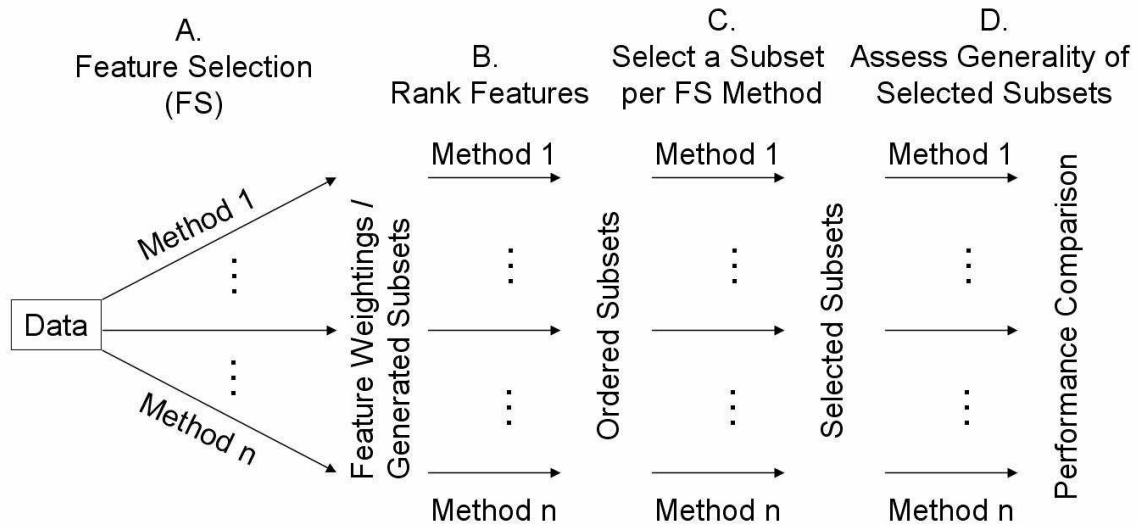 A.
Feature Selection
(FS)
B.
Rank Features
C.
Select a Subset
per FS Method
D.
Assess Generality of
Selected Subsets
Data
Method 1
⋮
⋮
Method n
Feature Weightings /
Generated Subsets
Method 1
⋮
⋮
Method n
Ordered Subsets
Method 1
⋮
⋮
Method n
Selected Subsets
Method 1
⋮
⋮
Method n
Performance Comparison